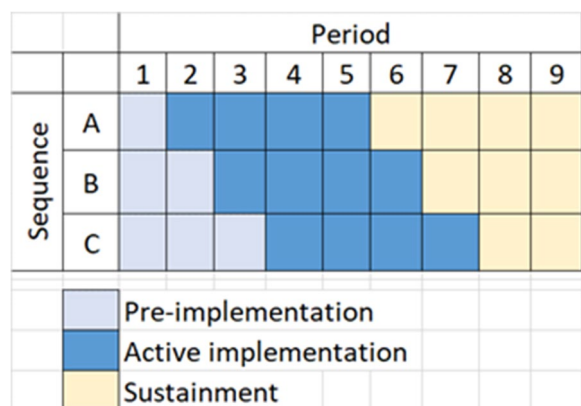 Period
1 2 3 4 5 6 7 8 9
Sequence
A
B
C
Pre-implementation
Active implementation
Sustainment